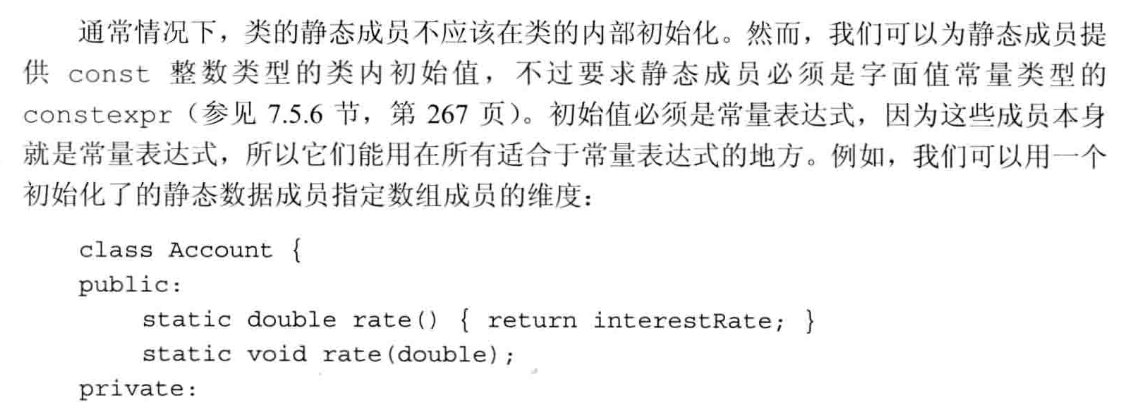 通常情况下，类的静态成员不应该在类的内部初始化。然而，我们可以为静态成员提
供 const 整数类型的类内初始值，不过要求静态成员必须是字面值常量类型的
constexpr（参见 7.5.6 节，第 267 页）。初始值必须是常量表达式，因为这些成员本身
就是常量表达式，所以它们能用在所有适合于常量表达式的地方。例如，我们可以用一个
初始化了的静态数据成员指定数组成员的维度：
class Account {
public:
static double rate() { return interestRate; }
static void rate(double);
private: